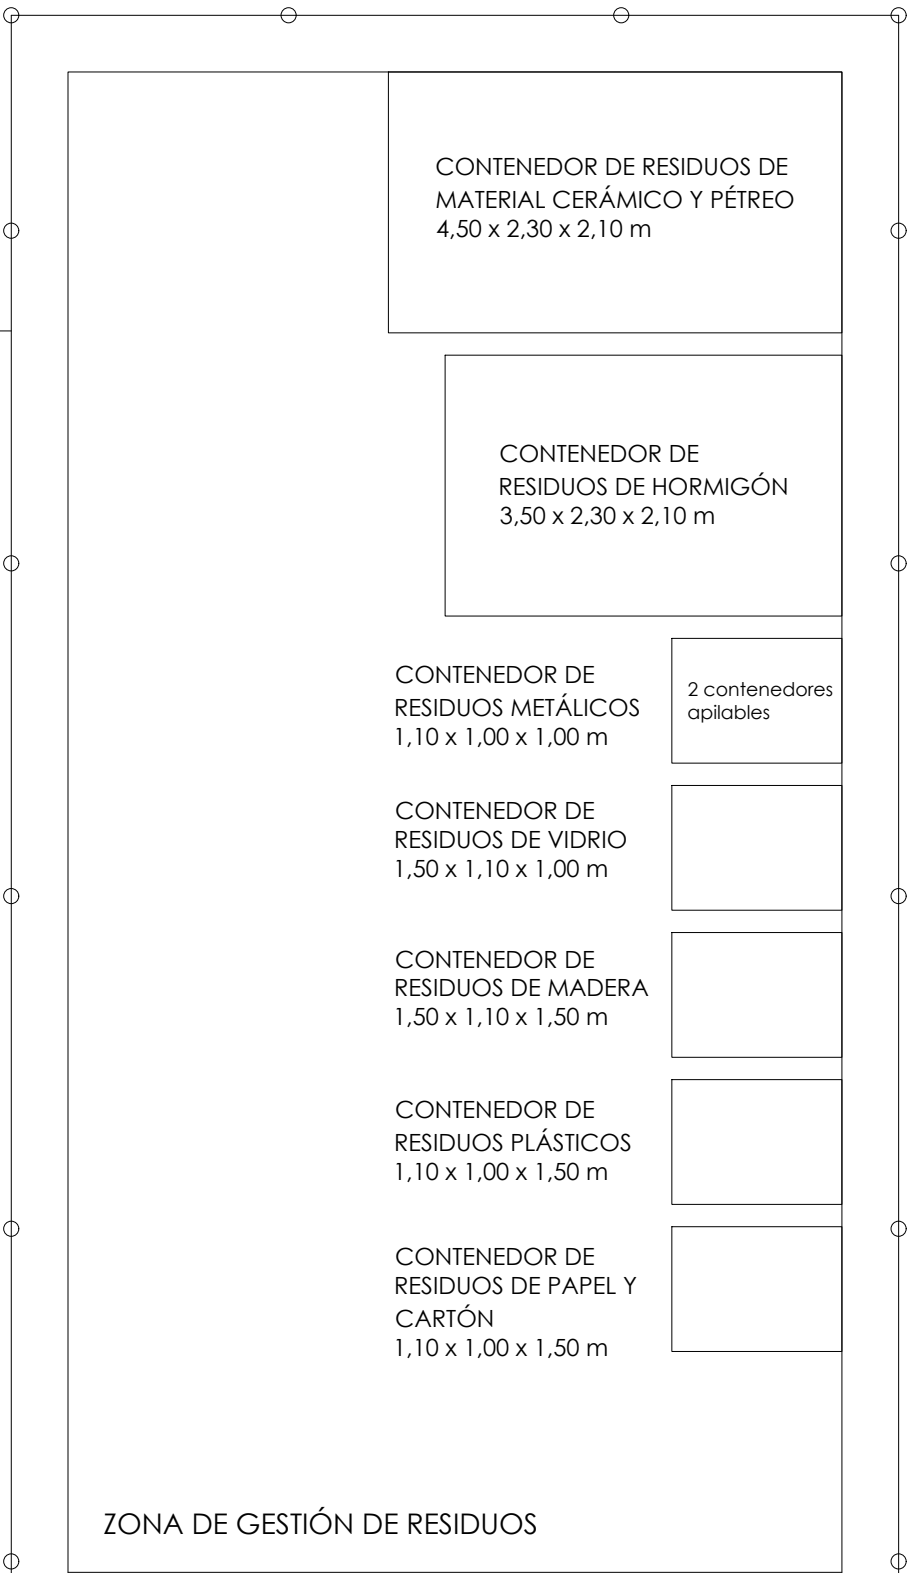 CONTENEDOR DE RESIDUOS DE
MATERIAL CERÁMICO Y PÉTREO
4,50 x 2,30 x 2,10 m
CONTENEDOR DE
RESIDUOS DE HORMIGÓN
3,50 x 2,30 x 2,10 m
CONTENEDOR DE
RESIDUOS METÁLICOS
1,10 x 1,00 x 1,00 m
2 contenedores
apilables
CONTENEDOR DE
RESIDUOS DE VIDRIO
1,50 x 1,10 x 1,00 m
CONTENEDOR DE
RESIDUOS DE MADERA
1,50 x 1,10 x 1,50 m
CONTENEDOR DE
RESIDUOS PLÁSTICOS
1,10 x 1,00 x 1,50 m
CONTENEDOR DE
RESIDUOS DE PAPEL Y
CARTÓN
1,10 x 1,00 x 1,50 m
ZONA DE GESTIÓN DE RESIDUOS